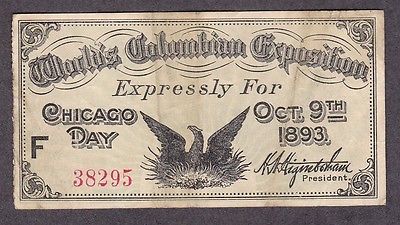 World's Columbian Exposition
Expressly For
Chicago Oct. 9TH
Day 1893.
F
38295
H.N. Higinbotham
President.